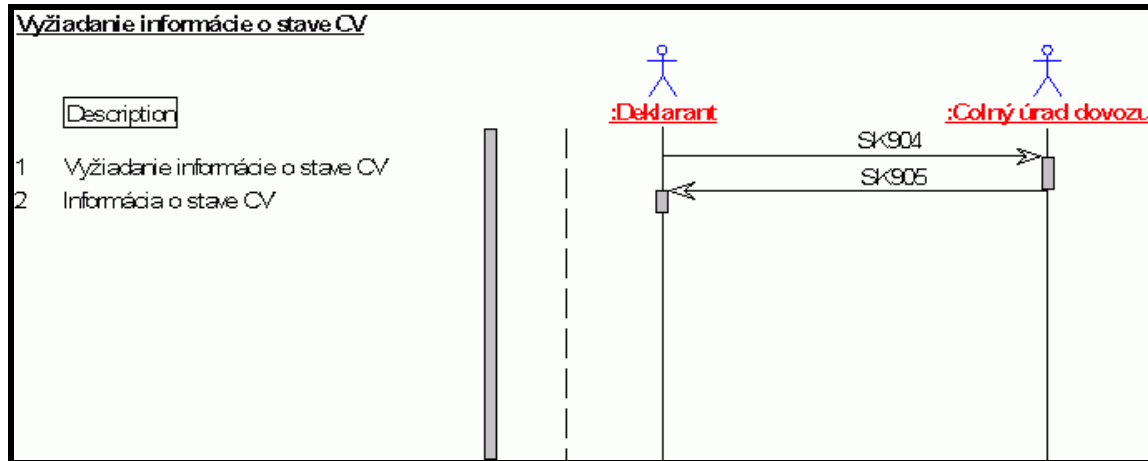 Vyžiadanie informácie o stave CV
Description
:Deklarant
:Colný úrad dovozu
1 Vyžiadanie informácie o stave CV
SK904
2 Informácia o stave CV
SK905